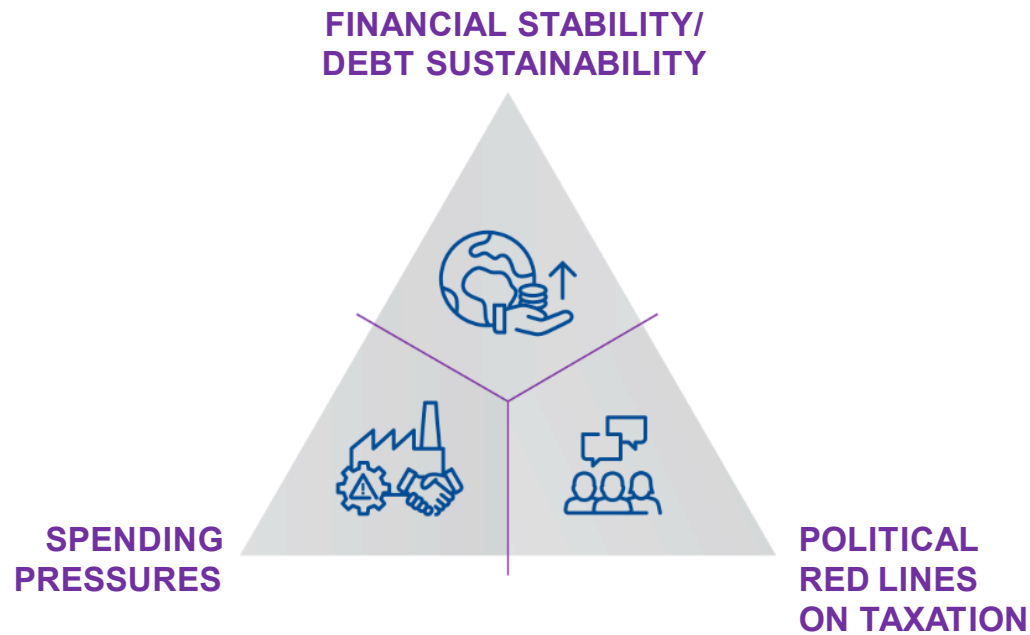 FINANCIAL STABILITY/
DEBT SUSTAINABILITY
SPENDING
PRESSURES
POLITICAL
RED LINES
ON TAXATION